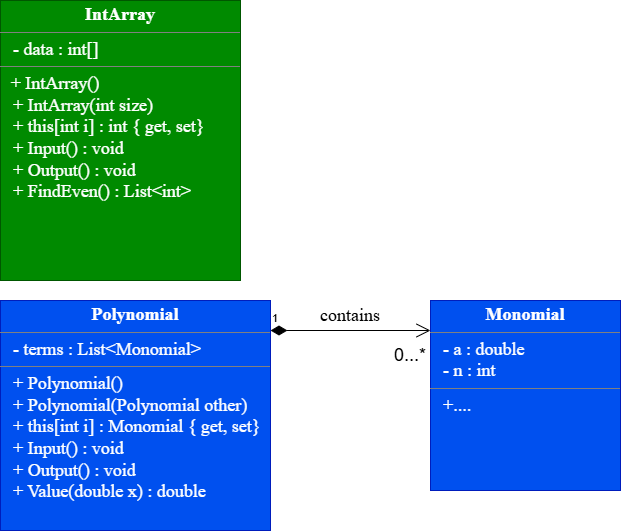 IntArray
- data : int[]
+ IntArray()
+ IntArray(int size)
+ this[int i] : int { get, set}
+ Input() : void
+ Output() : void
+ FindEven() : List<int>
Polynomial
- terms : List<Monomial>
+ Polynomial()
+ Polynomial(Polynomial other)
+ this[int i] : Monomial { get, set}
+ Input() : void
+ Output() : void
+ Value(double x) : double
1
contains
0...*
Monomial
- a : double
- n : int
+....